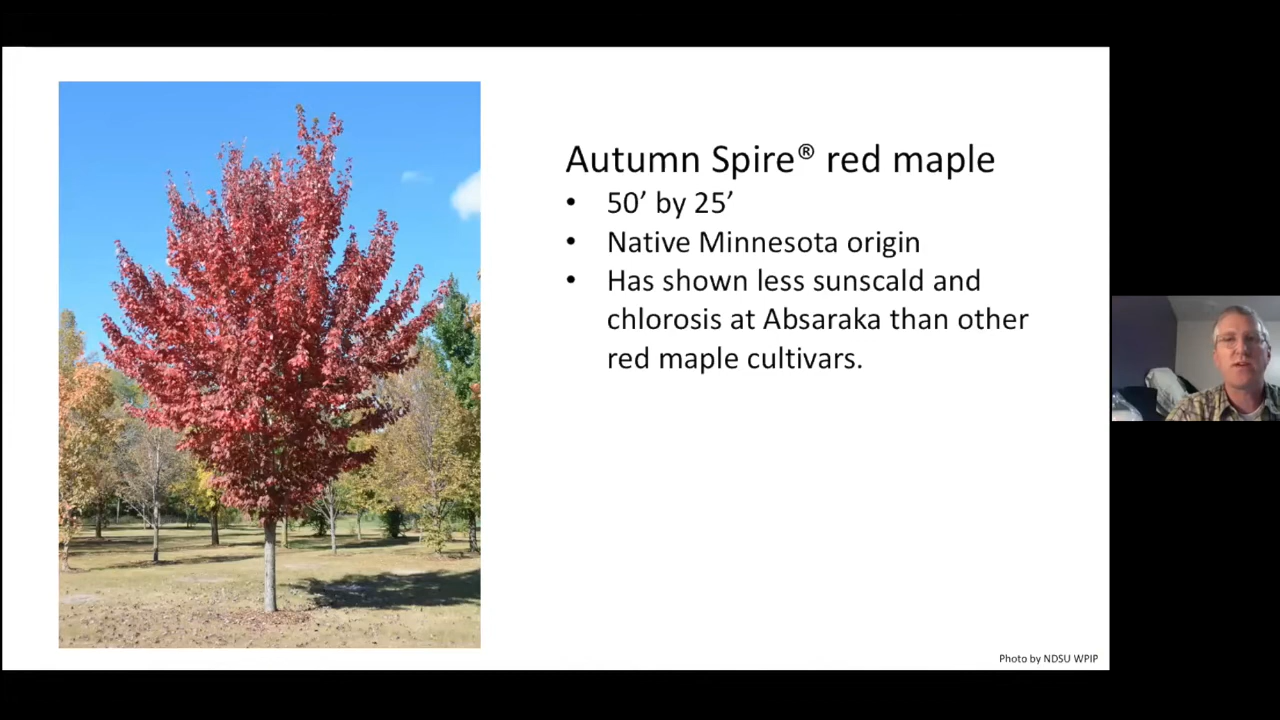 Autumn Spire® red maple
• 50’ by 25’
• Native Minnesota origin
• Has shown less sunscald and
chlorosis at Absaraka than other
red maple cultivars.
Photo by NDSU WPIP